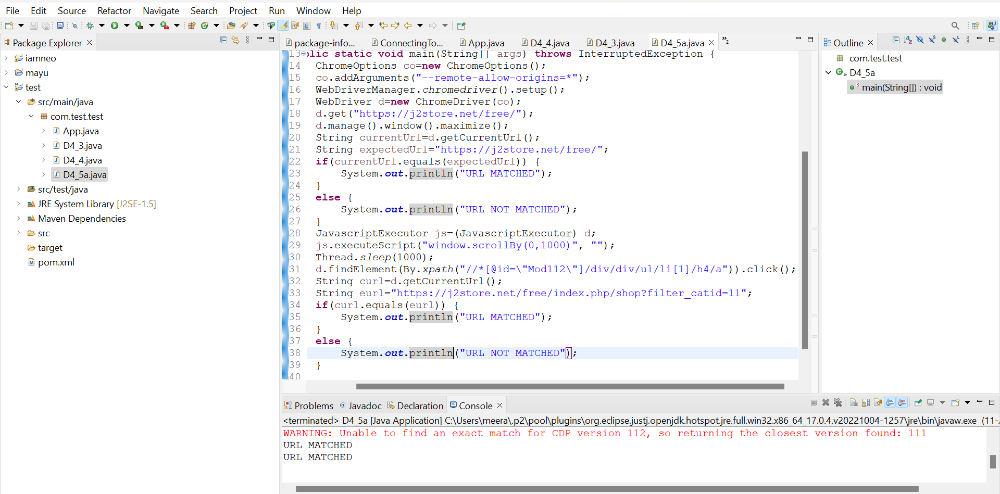 File Edit Source Refactor Navigate Search Project Run Window Help
Package Explorer
iamneo
mayu
test
src/main/java
com.test.test
App.java
D4_3.java
D4_4.java
D4_5a.java
src/test/java
JRE System Library [J2SE-1.5]
Maven Dependencies
src
target
pom.xml
package-info... ConnectingTo... App.java D4_4.java D4_3.java D4_5a.java »2
13 blic static void main(String[] args) throws InterruptedException {
14 ChromeOptions co=new ChromeOptions();
15 co.addArguments("--remote-allow-origins=*");
16 WebDriverManager.chromedriver().setup();
17 WebDriver d=new ChromeDriver(co);
18 d.get("https://j2store.net/free/");
19 d.manage().window().maximize();
20 String currentUrl=d.getCurrentUrl();
21 String expectedUrl="https://j2store.net/free/";
22 if(currentUrl.equals(expectedUrl)) {
23 System.out.println("URL MATCHED");
24 }
25 else {
26 System.out.println("URL NOT MATCHED");
27 }
28 JavascriptExecutor js=(JavascriptExecutor) d;
29 js.executeScript("window.scrollBy(0,1000)", "");
30 Thread.sleep(1000);
31 d.findElement(By.xpath("//*[@id=\"Mod112\"]/div/div/ul/li[1]/h4/a")).click();
32 String curl=d.getCurrentUrl();
33 String eurl="https://j2store.net/free/index.php/shop?filter_catid=11";
34 if(curl.equals(eurl)) {
35 System.out.println("URL MATCHED");
36 }
37 else {
38 System.out.println("URL NOT MATCHED");
39 }
40
Outline
com.test.test
D4_5a
main(String[]) : void
Problems Javadoc Declaration Console
<terminated> D4_5a [Java Application] C:\Users\meera\.p2\pool\plugins\org.eclipse.justj.openjdk.hotspot.jre.full.win32.x86_64_17.0.4.v20221004-1257\jre\bin\javaw.exe (11-
WARNING: Unable to find an exact match for CDP version 112, so returning the closest version found: 111
URL MATCHED
URL MATCHED